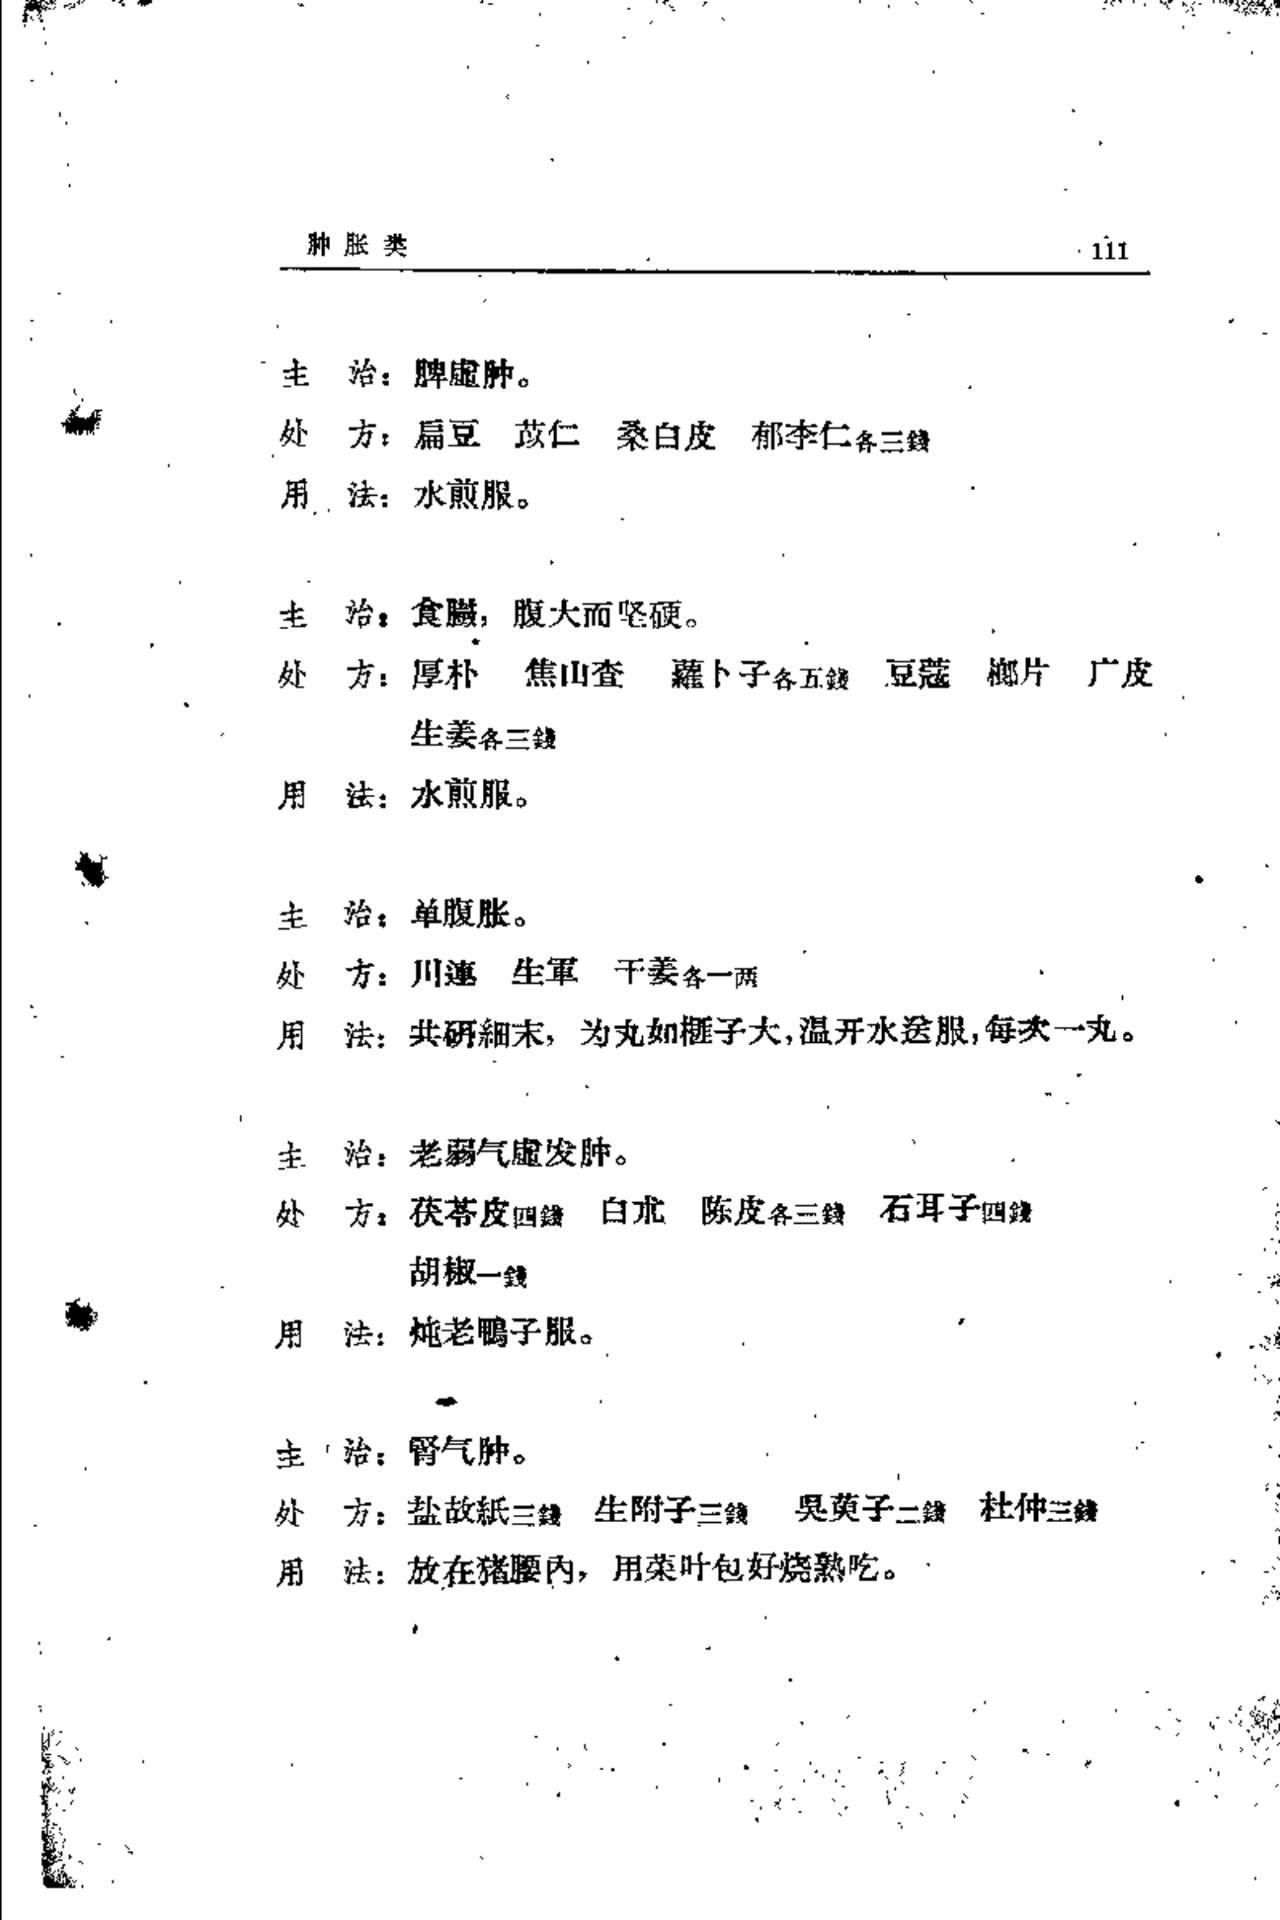 肿胀类 111
主　治：脾虚肿。
处　方：扁豆　苡仁　桑白皮　郁李仁各三錢
用　法：水煎服。
主　治：食臌，腹大而坚硬。
处　方：厚朴　焦山査　蘿卜子各五錢　豆蔻　榔片　广皮
生姜各三錢
用　法：水煎服。
主　治：单腹胀。
处　方：川連　生軍　干姜各一两
用　法：共研細末，为丸如榧子大，温开水送服，每次一丸。
主　治：老弱气虛发肿。
处　方：茯苓皮四錢　白朮　陈皮各三錢　石耳子四錢
胡椒一錢
用　法：炖老鴨子服。
主　治：腎气肿。
处　方：盐故紙三錢　生附子三錢　吳萸子二錢　杜仲三錢
用　法：放在猪腰內，用菜叶包好烧熟吃。